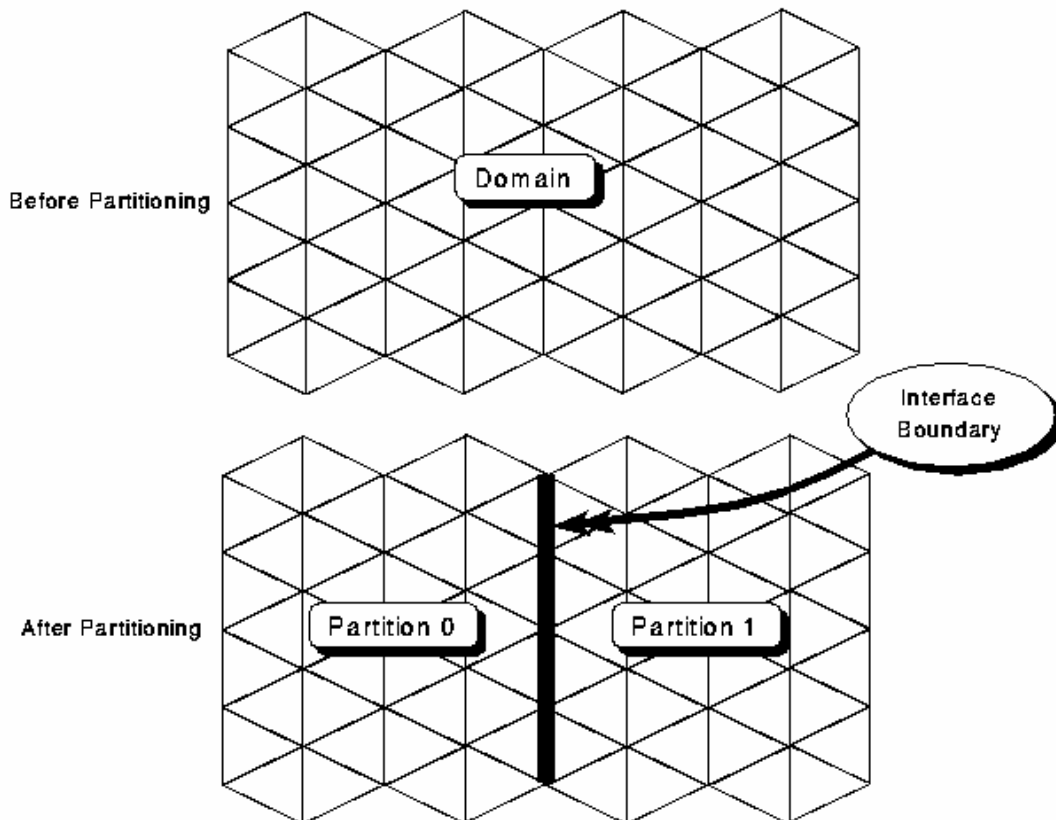 Domain
Before Partitioning
Interface
Boundary
After Partitioning
Partition 0
Partition 1